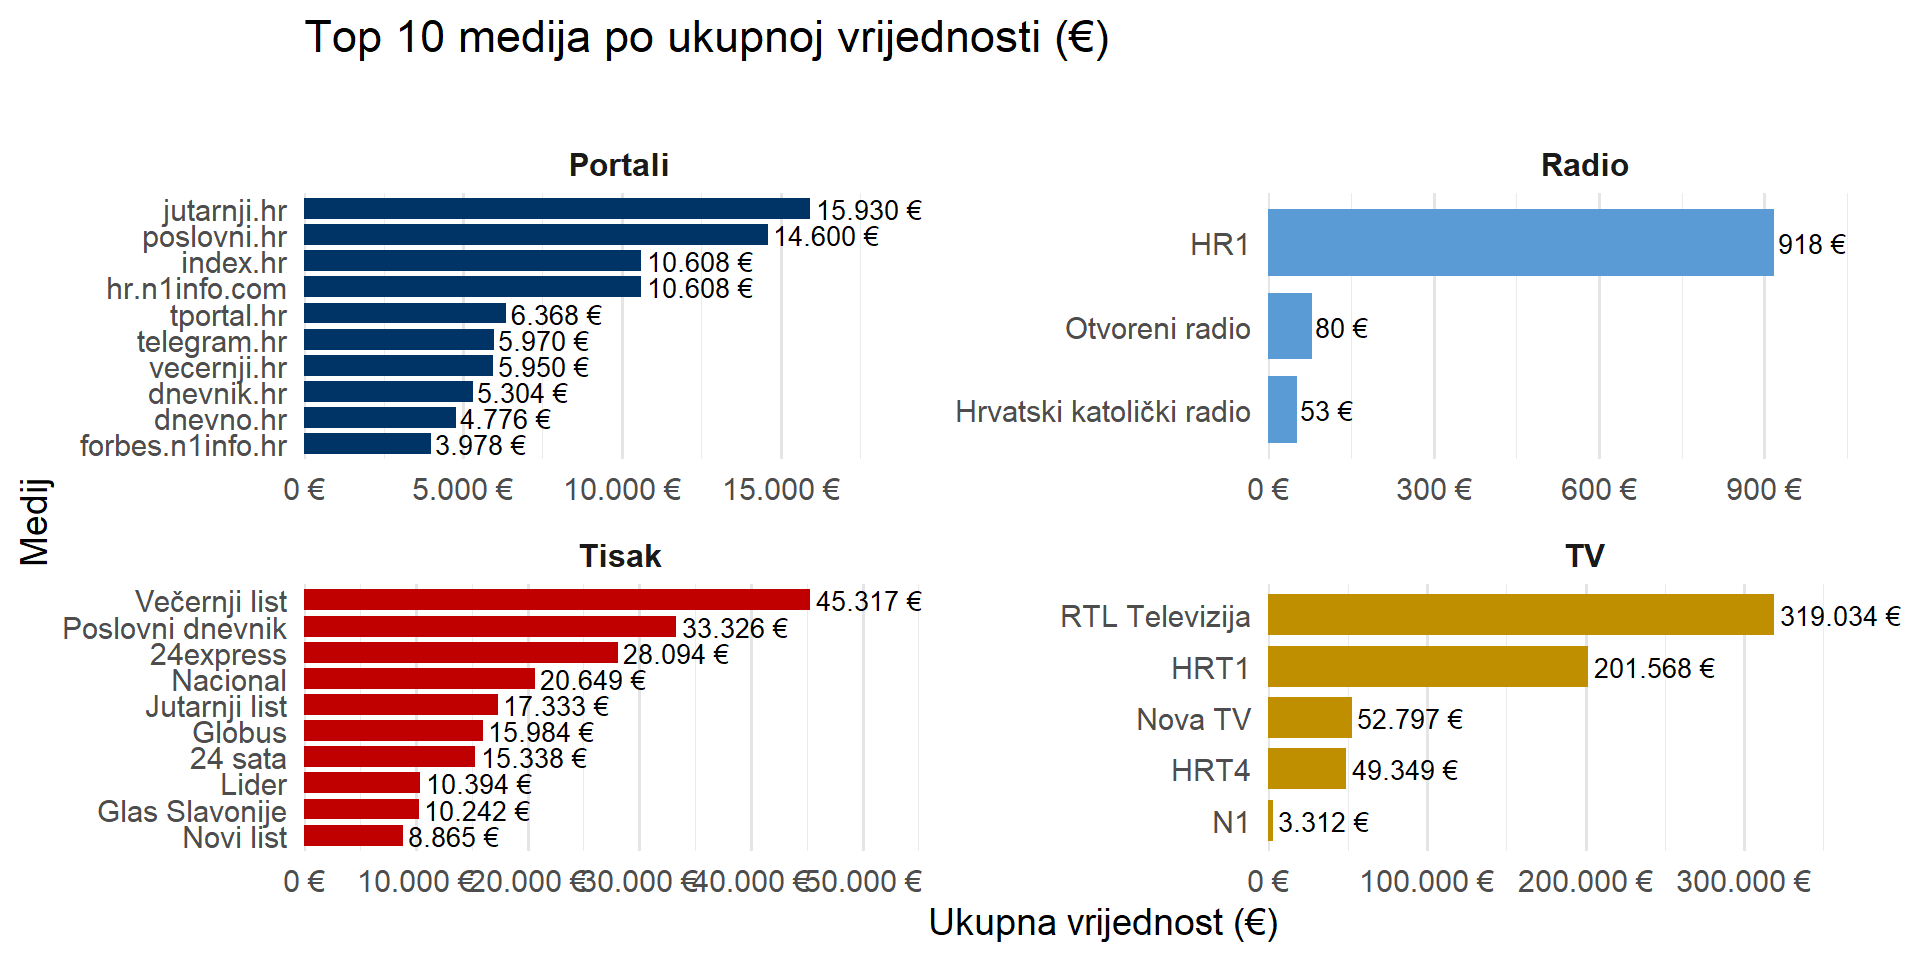 Top 10 medija po ukupnoj vrijednosti (€)
Portali
jutarnji.hr 15.930 €
poslovni.hr 14.600 €
index.hr 10.608 €
hr.n1info.com 10.608 €
tportal.hr 6.368 €
telegram.hr 5.970 €
vecernji.hr 5.950 €
dnevnik.hr 5.304 €
dnevno.hr 4.776 €
forbes.n1info.hr 3.978 €
0 € 5.000 € 10.000 € 15.000 €
Radio
HR1 918 €
Otvoreni radio 80 €
Hrvatski katolički radio 53 €
0 € 300 € 600 € 900 €
Medij
Tisak
Večernji list 45.317 €
Poslovni dnevnik 33.326 €
24express 28.094 €
Nacional 20.649 €
Jutarnji list 17.333 €
Globus 15.984 €
24 sata 15.338 €
Lider 10.394 €
Glas Slavonije 10.242 €
Novi list 8.865 €
0 € 10.000 € 20.000 € 30.000 € 40.000 € 50.000 €
TV
RTL Televizija 319.034 €
HRT1 201.568 €
Nova TV 52.797 €
HRT4 49.349 €
N1 3.312 €
0 € 100.000 € 200.000 € 300.000 €
Ukupna vrijednost (€)